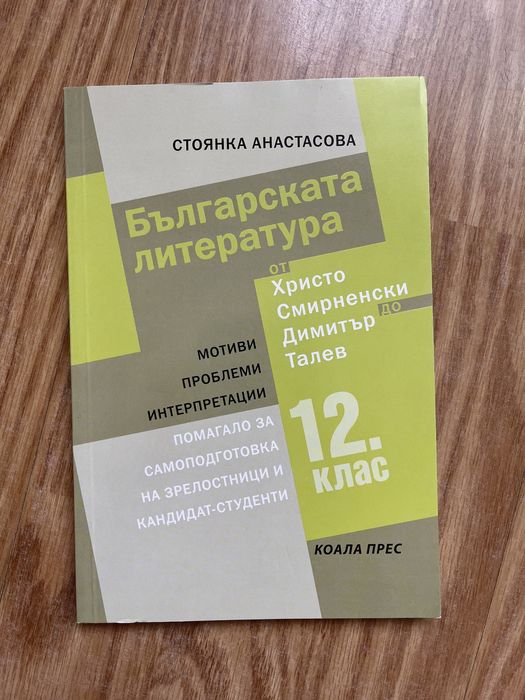 СТОЯНКА АНАСТАСОВА
Българската
литература
от
Христо
Смирненски
до
Димитър
Талев
МОТИВИ
ПРОБЛЕМИ
ИНТЕРПРЕТАЦИИ
ПОМАГАЛО ЗА
САМОПОДГОТОВКА
НА ЗРЕЛОСТНИЦИ И
КАНДИДАТ-СТУДЕНТИ
12.
клас
КОАЛА ПРЕС